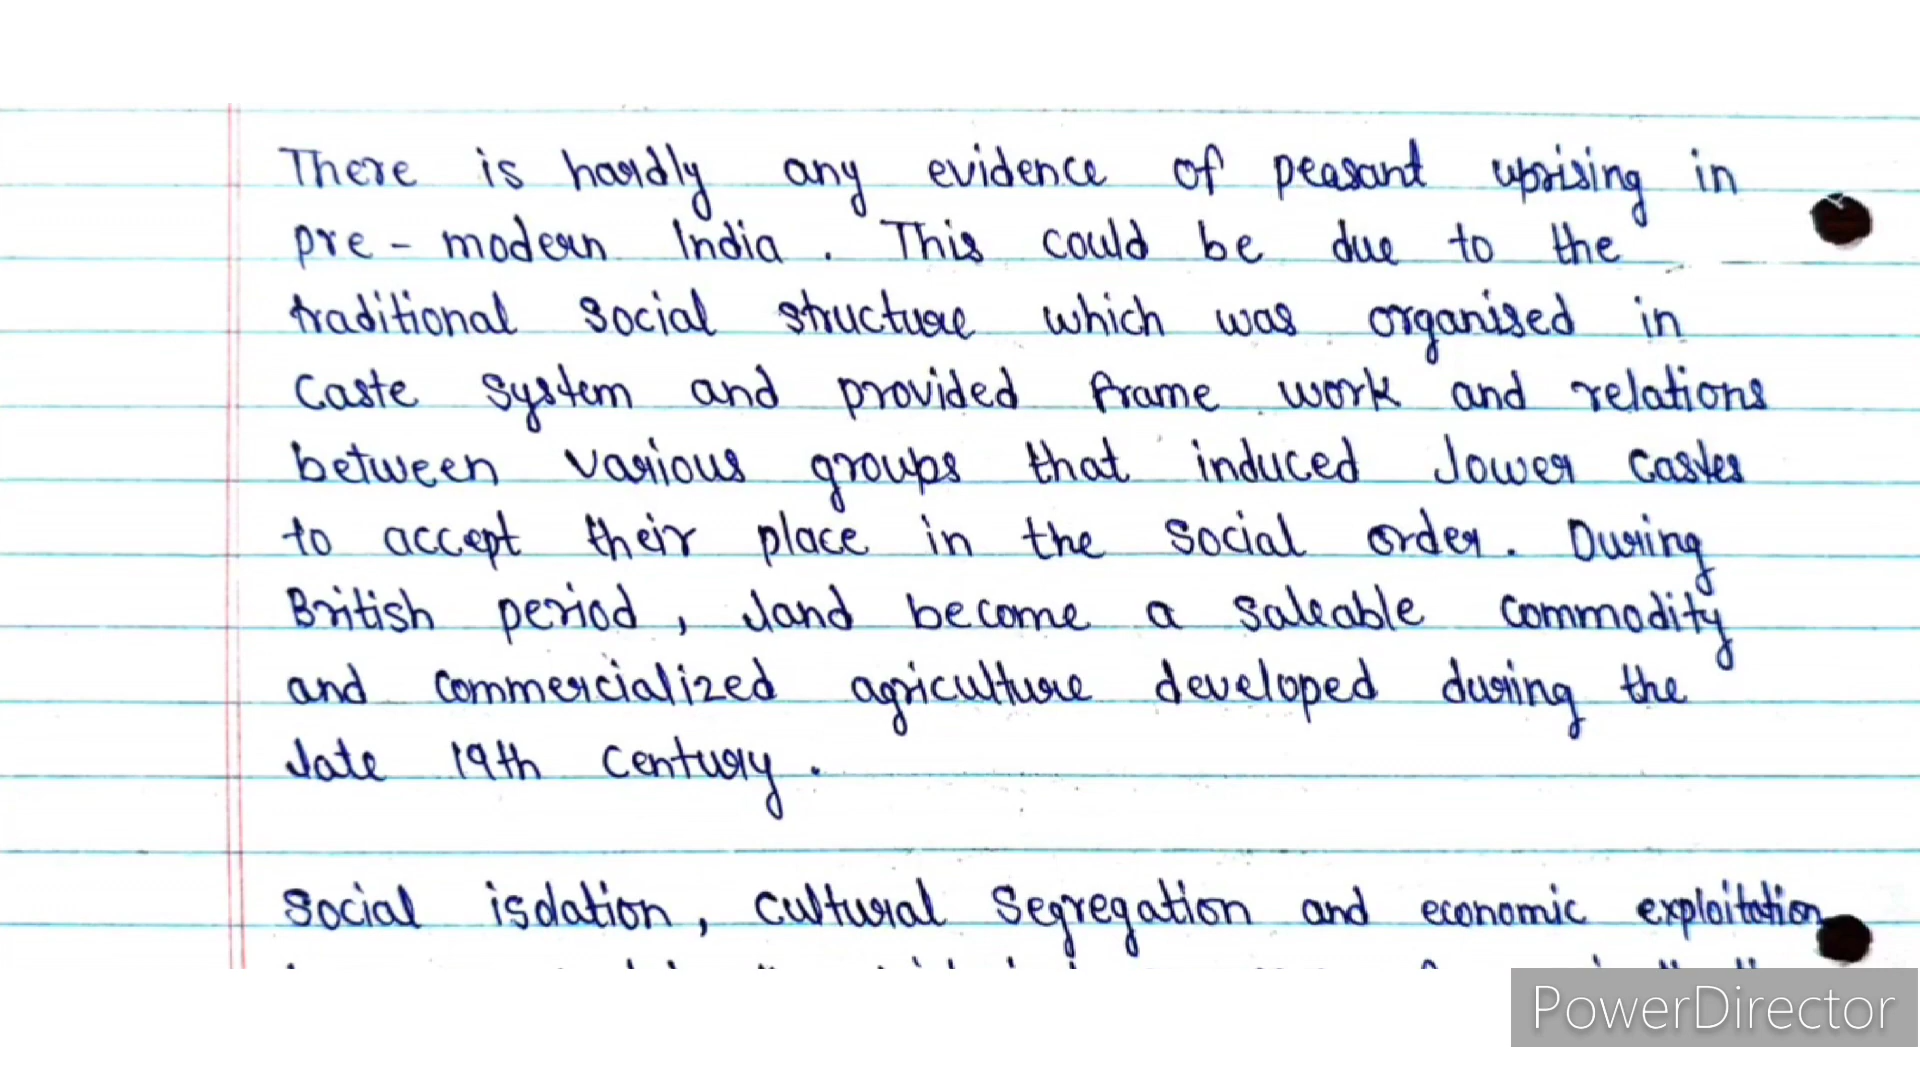 There is hardly any evidence of peasant uprising in
pre - modern India . This could be due to the
traditional social structure which was organised in
Caste system and provided frame work and relations
between various groups that induced lower castes
to accept their place in the social order . During
British period , land become a saleable commodity
and commercialized agriculture developed during the
late 19th century .
Social isolation , cultural segregation and economic exploitation
PowerDirector